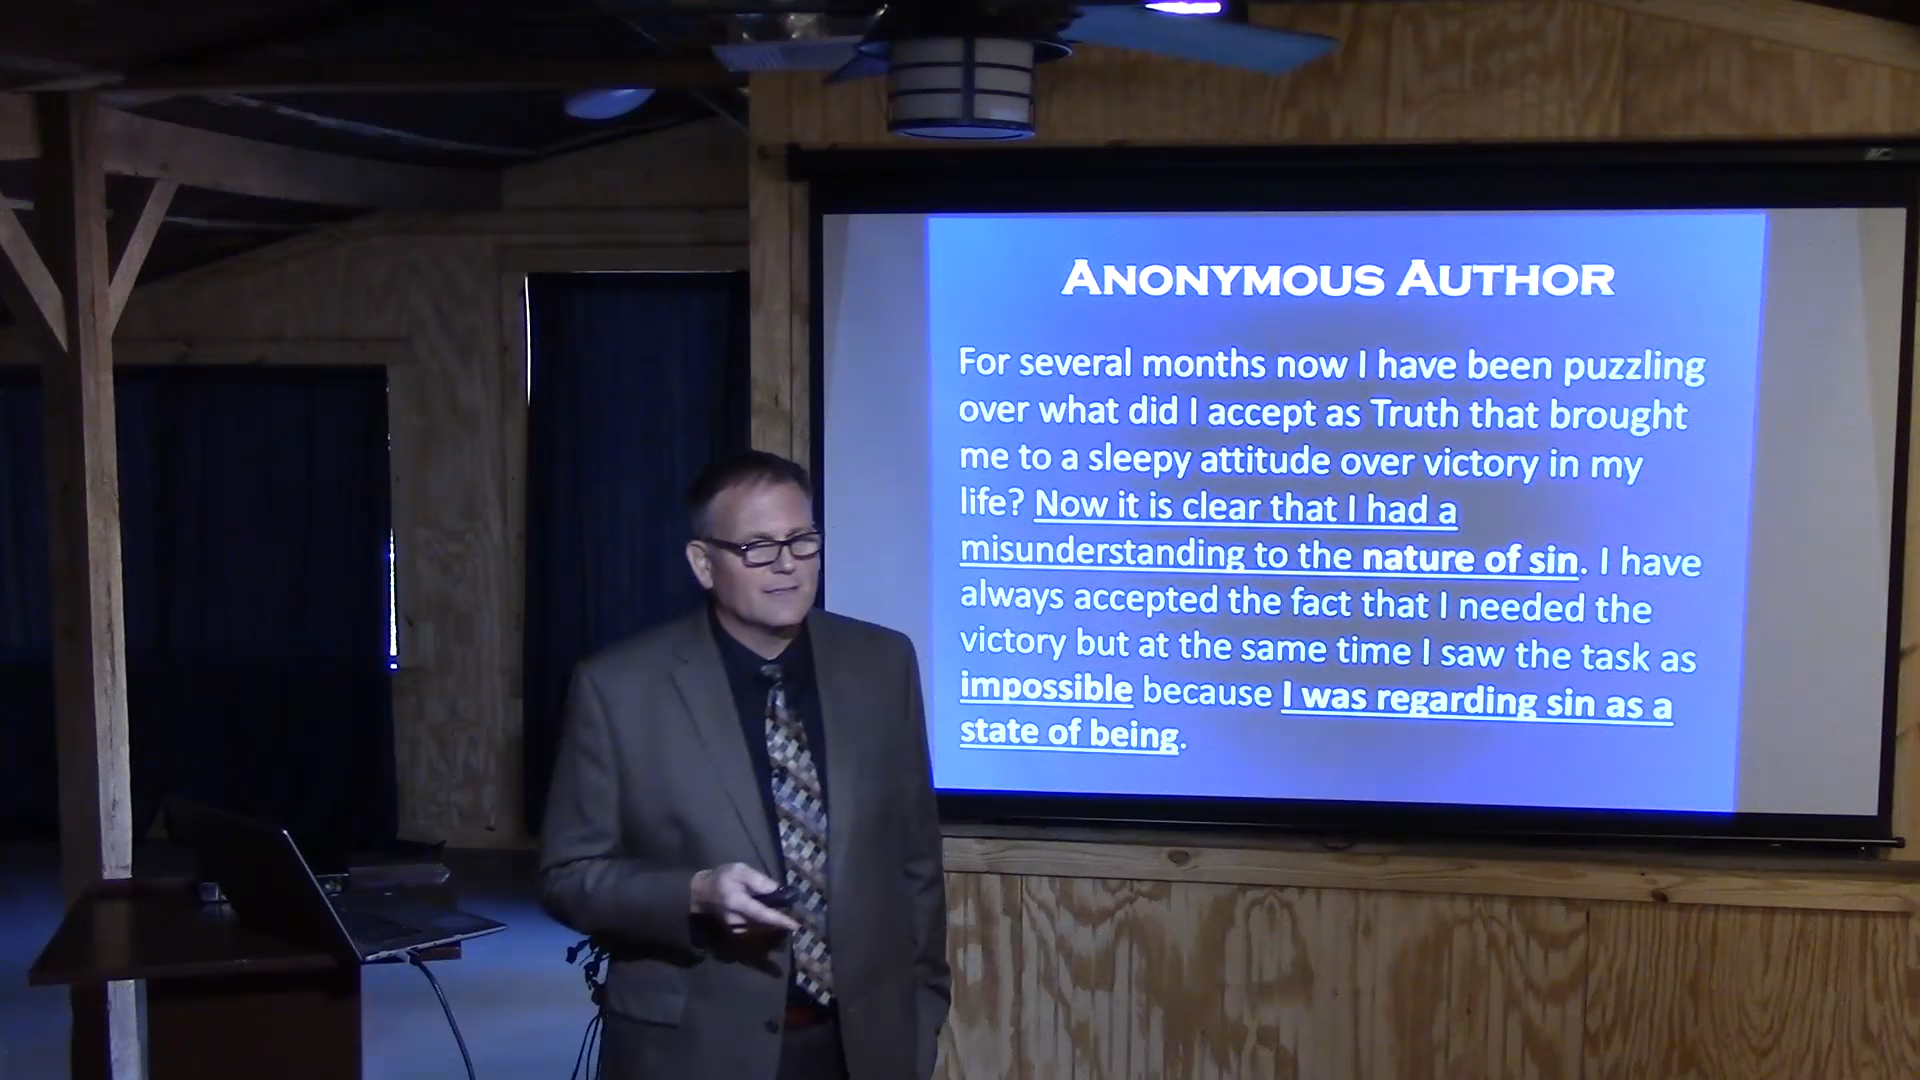 ANONYMOUS AUTHOR
For several months now I have been puzzling
over what did I accept as Truth that brought
me to a sleepy attitude over victory in my
life? Now it is clear that I had a
misunderstanding to the nature of sin. I have
always accepted the fact that I needed the
victory but at the same time I saw the task as
impossible because I was regarding sin as a
state of being.